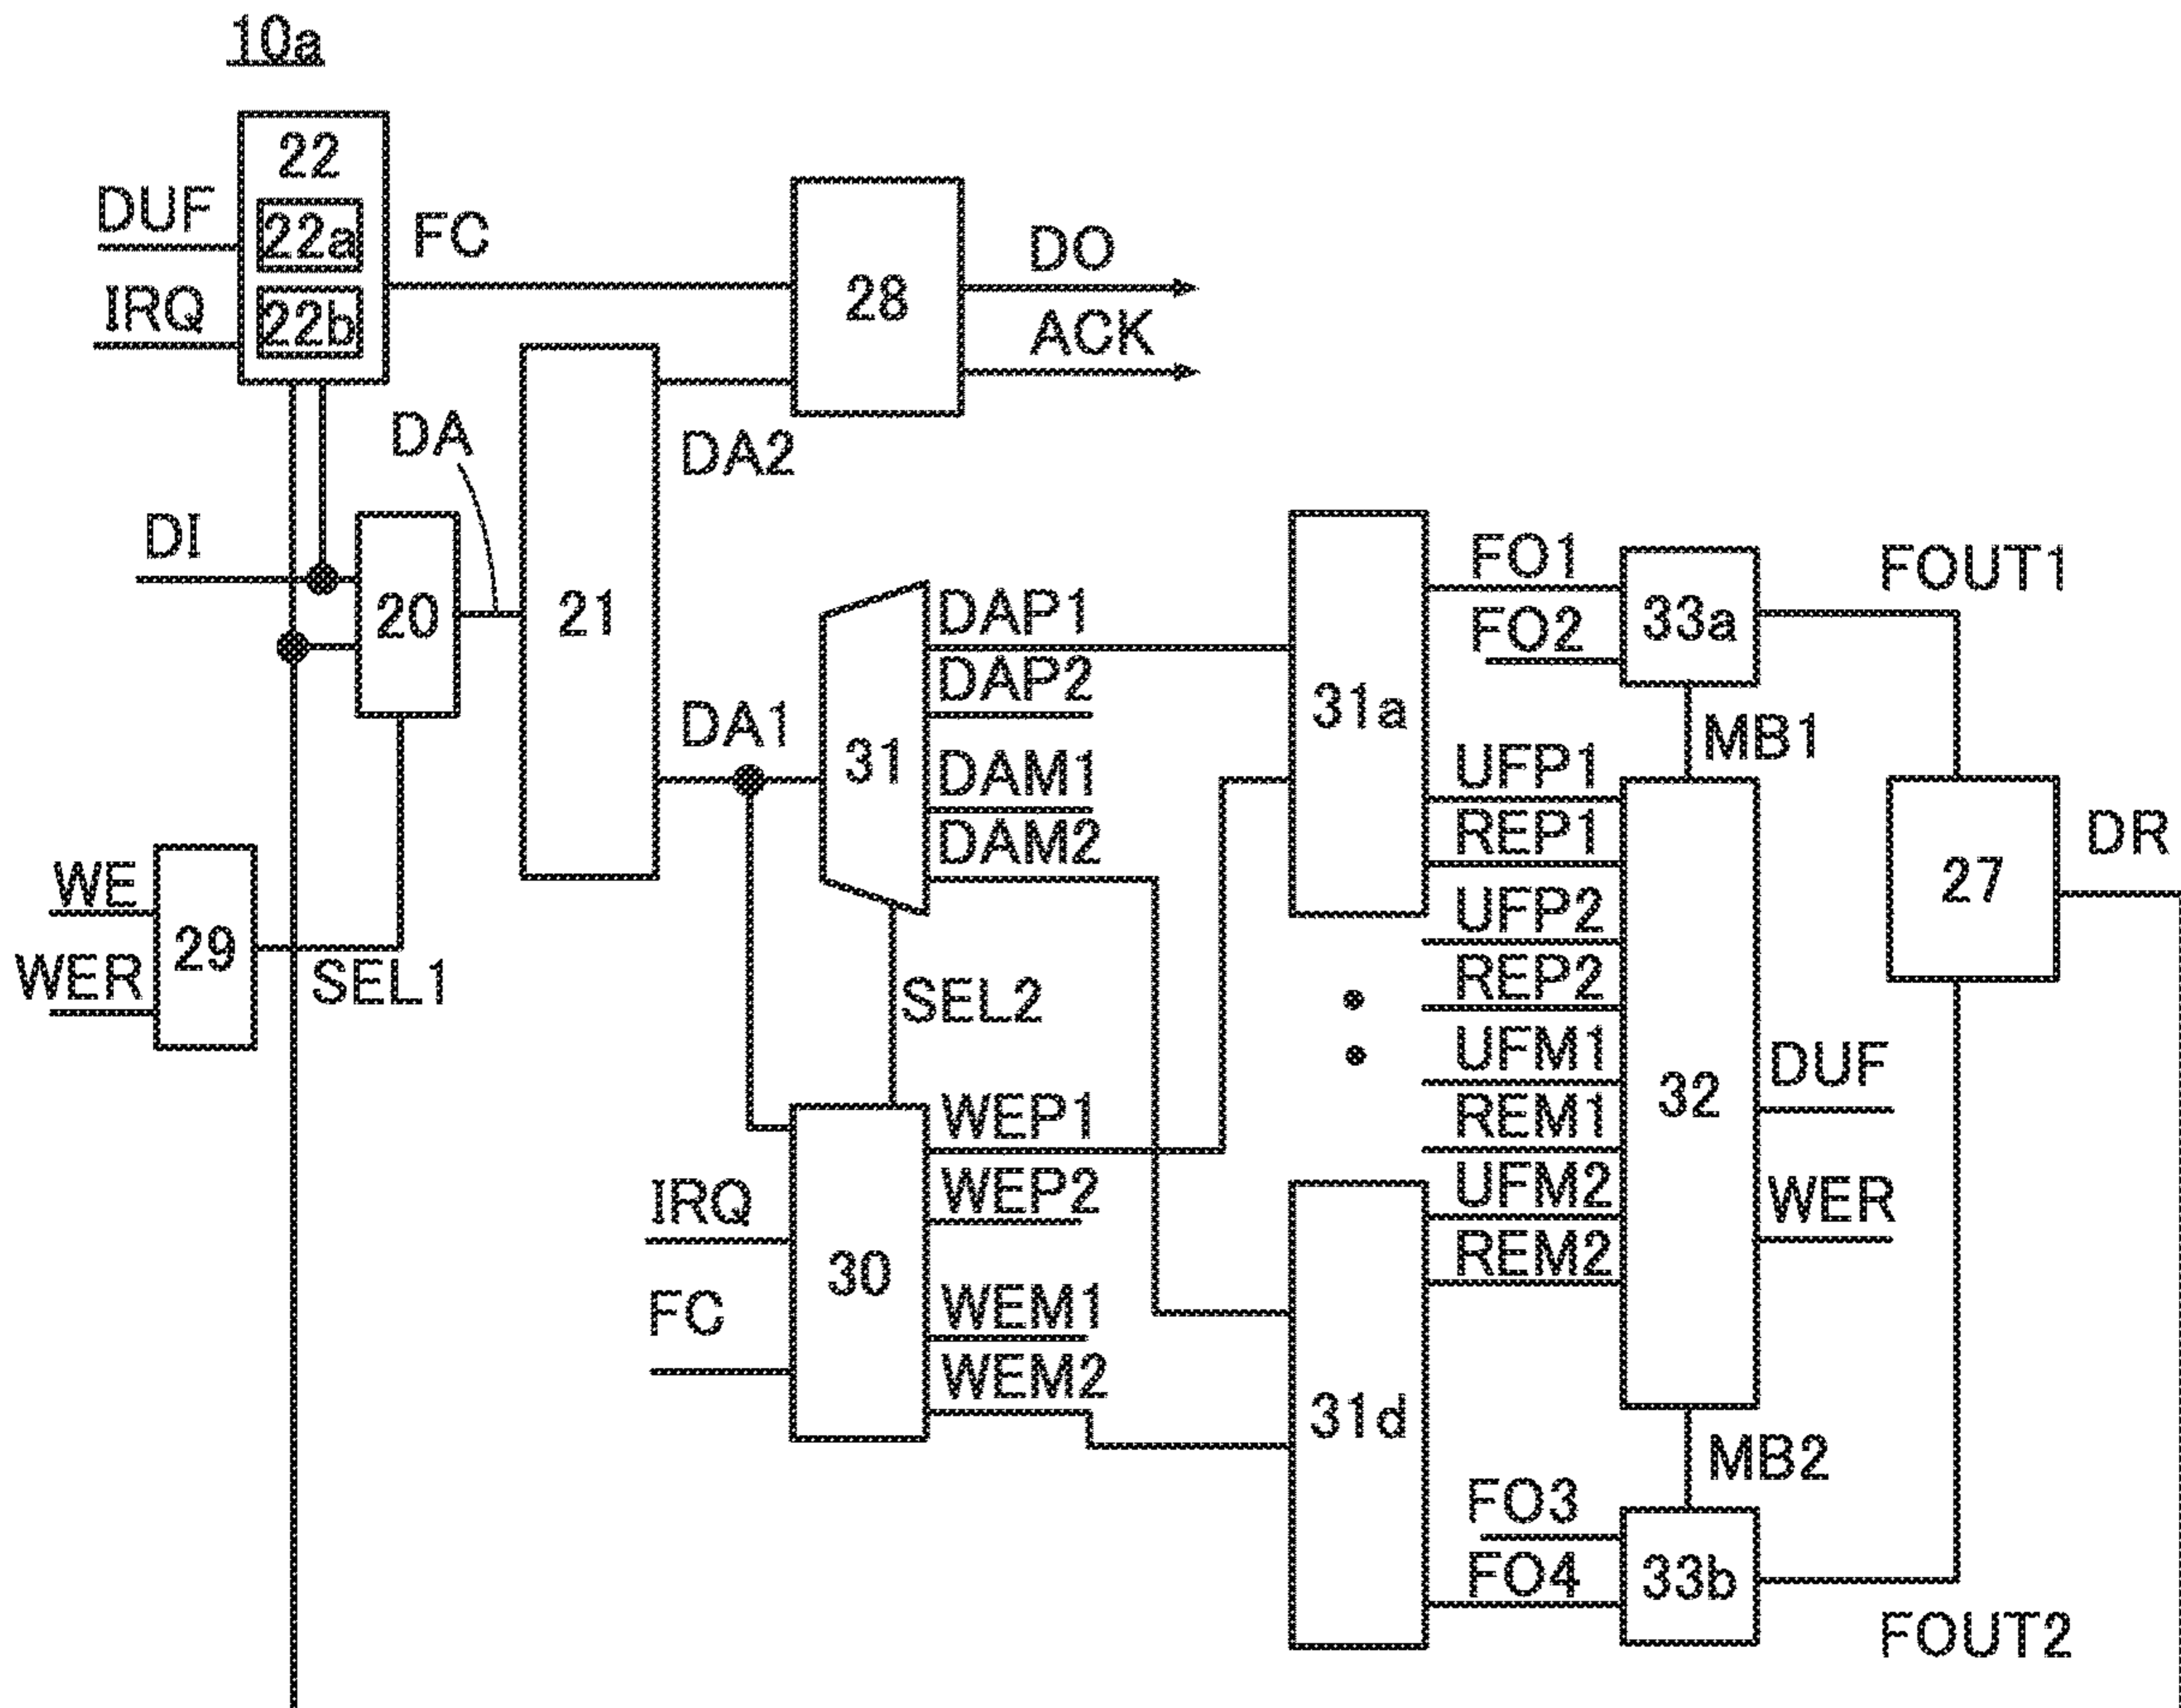 10a
22
DUF
22a
FC
IRQ
22b
28
DO
ACK
DA
DA2
DI
20
21
DA1
31
DAP1
DAP2
DAM1
DAM2
31a
FO1
FO2
33a
FOUT1
MB1
UFP1
REP1
UFP2
REP2
UFM1
REM1
UFM2
REM2
32
27
DR
DUF
WER
WE
WER
29
SEL1
SEL2
WEP1
WEP2
IRQ
30
FC
WEM1
WEM2
31d
MB2
FO3
FO4
33b
FOUT2